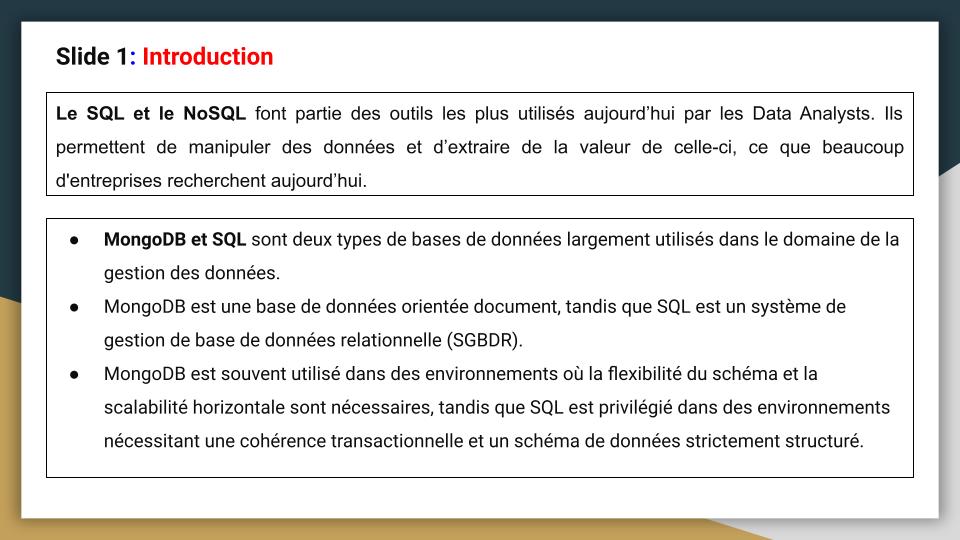 Slide 1: Introduction
Le SQL et le NoSQL font partie des outils les plus utilisés aujourd’hui par les Data Analysts. Ils
permettent de manipuler des données et d’extraire de la valeur de celle-ci, ce que beaucoup
d'entreprises recherchent aujourd’hui.
● MongoDB et SQL sont deux types de bases de données largement utilisés dans le domaine de la
gestion des données.
● MongoDB est une base de données orientée document, tandis que SQL est un système de
gestion de base de données relationnelle (SGBDR).
● MongoDB est souvent utilisé dans des environnements où la flexibilité du schéma et la
scalabilité horizontale sont nécessaires, tandis que SQL est privilégié dans des environnements
nécessitant une cohérence transactionnelle et un schéma de données strictement structuré.